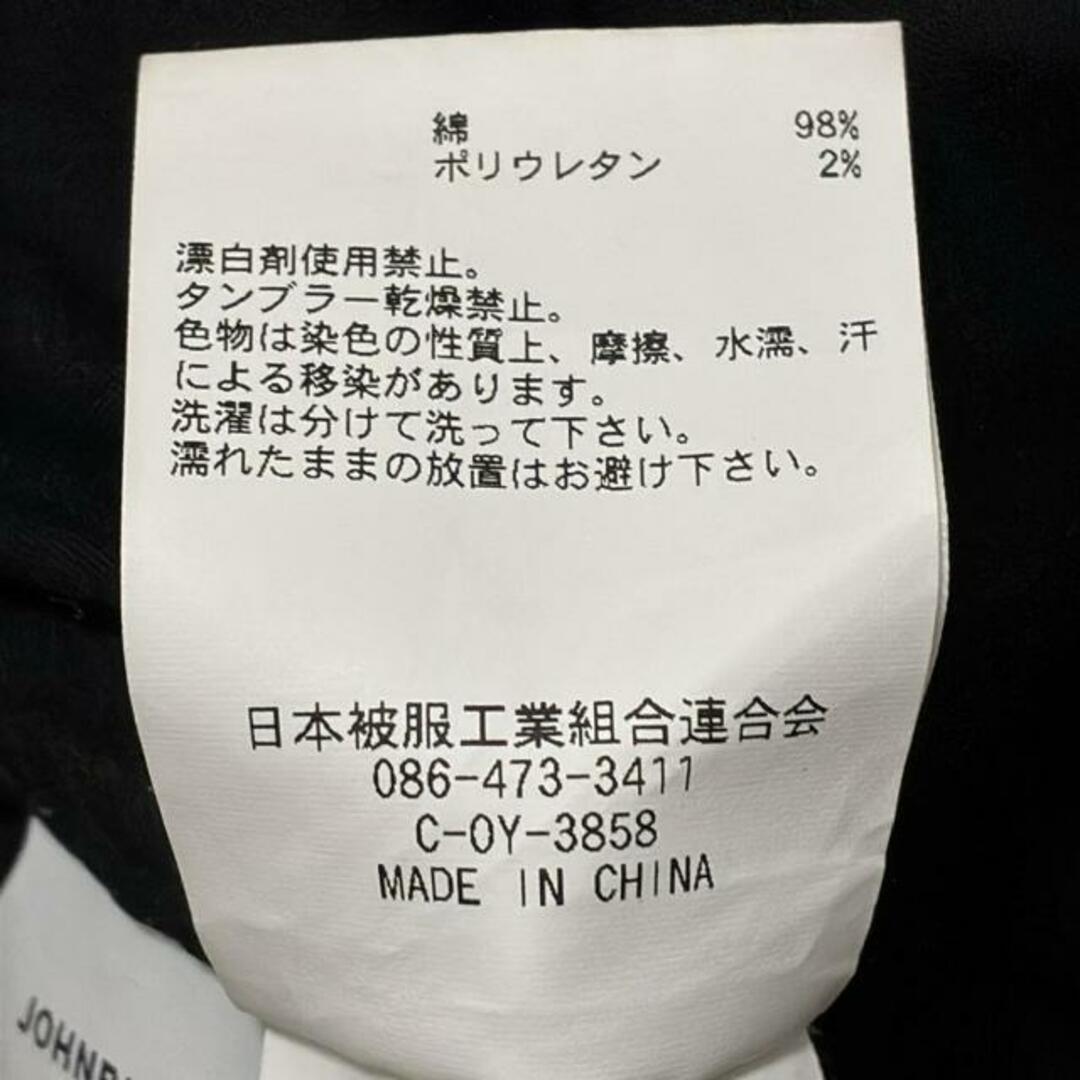 綿 98%
ポリウレタン 2%
漂白剤使用禁止。
タンブラー乾燥禁止。
色物は染色の性質上、摩擦、水濡、汗
による移染があります。
洗濯は分けて洗って下さい。
濡れたままの放置はお避け下さい。
日本被服工業組合連合会
086-473-3411
C-0Y-3858
MADE IN CHINA